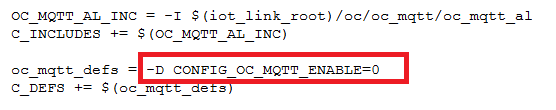 OC_MQTT_AL_INC = -I $(iot_link_root)/oc/oc_mqtt/oc_mqtt_al
C_INCLUDES += $(OC_MQTT_AL_INC)
oc_mqtt_defs = -D CONFIG_OC_MQTT_ENABLE=0
C_DEFS += $(oc_mqtt_defs)